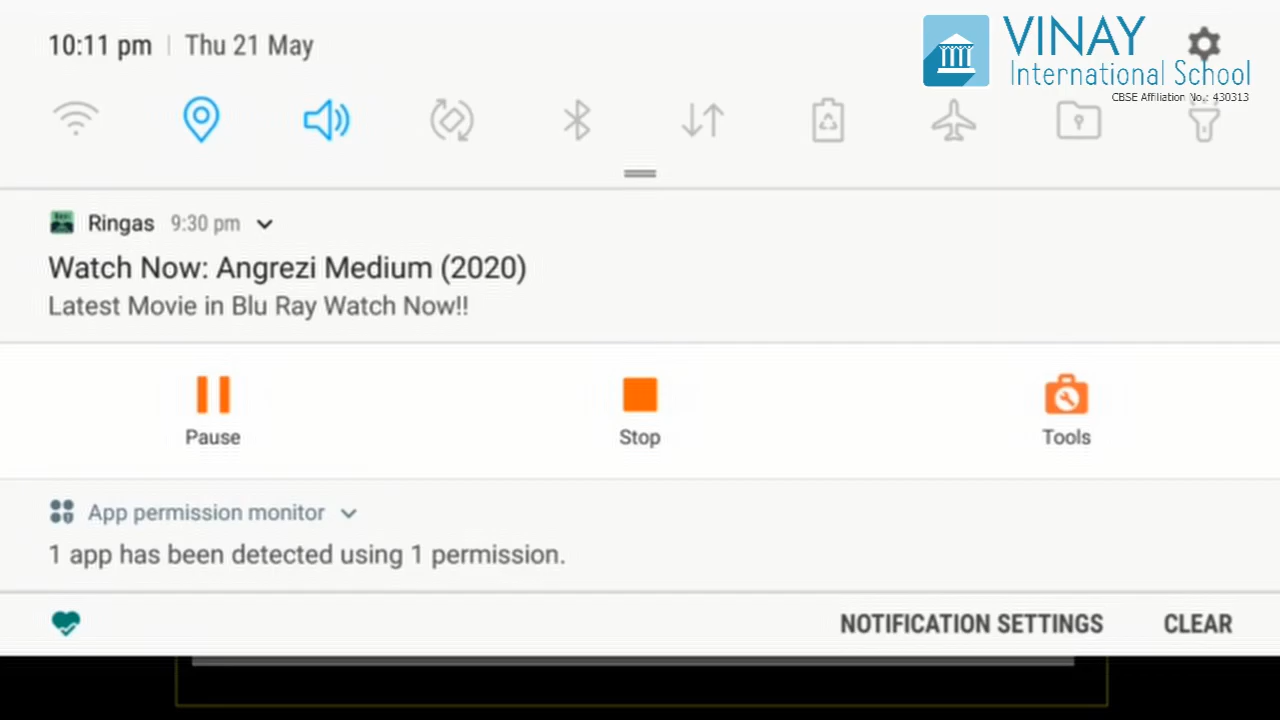 10:11 pm | Thu 21 May
VINAY
International School
CBSE Affiliation No.: 430313
Ringas 9:30 pm
Watch Now: Angrezi Medium (2020)
Latest Movie in Blu Ray Watch Now!!
Pause
Stop
Tools
App permission monitor
1 app has been detected using 1 permission.
NOTIFICATION SETTINGS
CLEAR